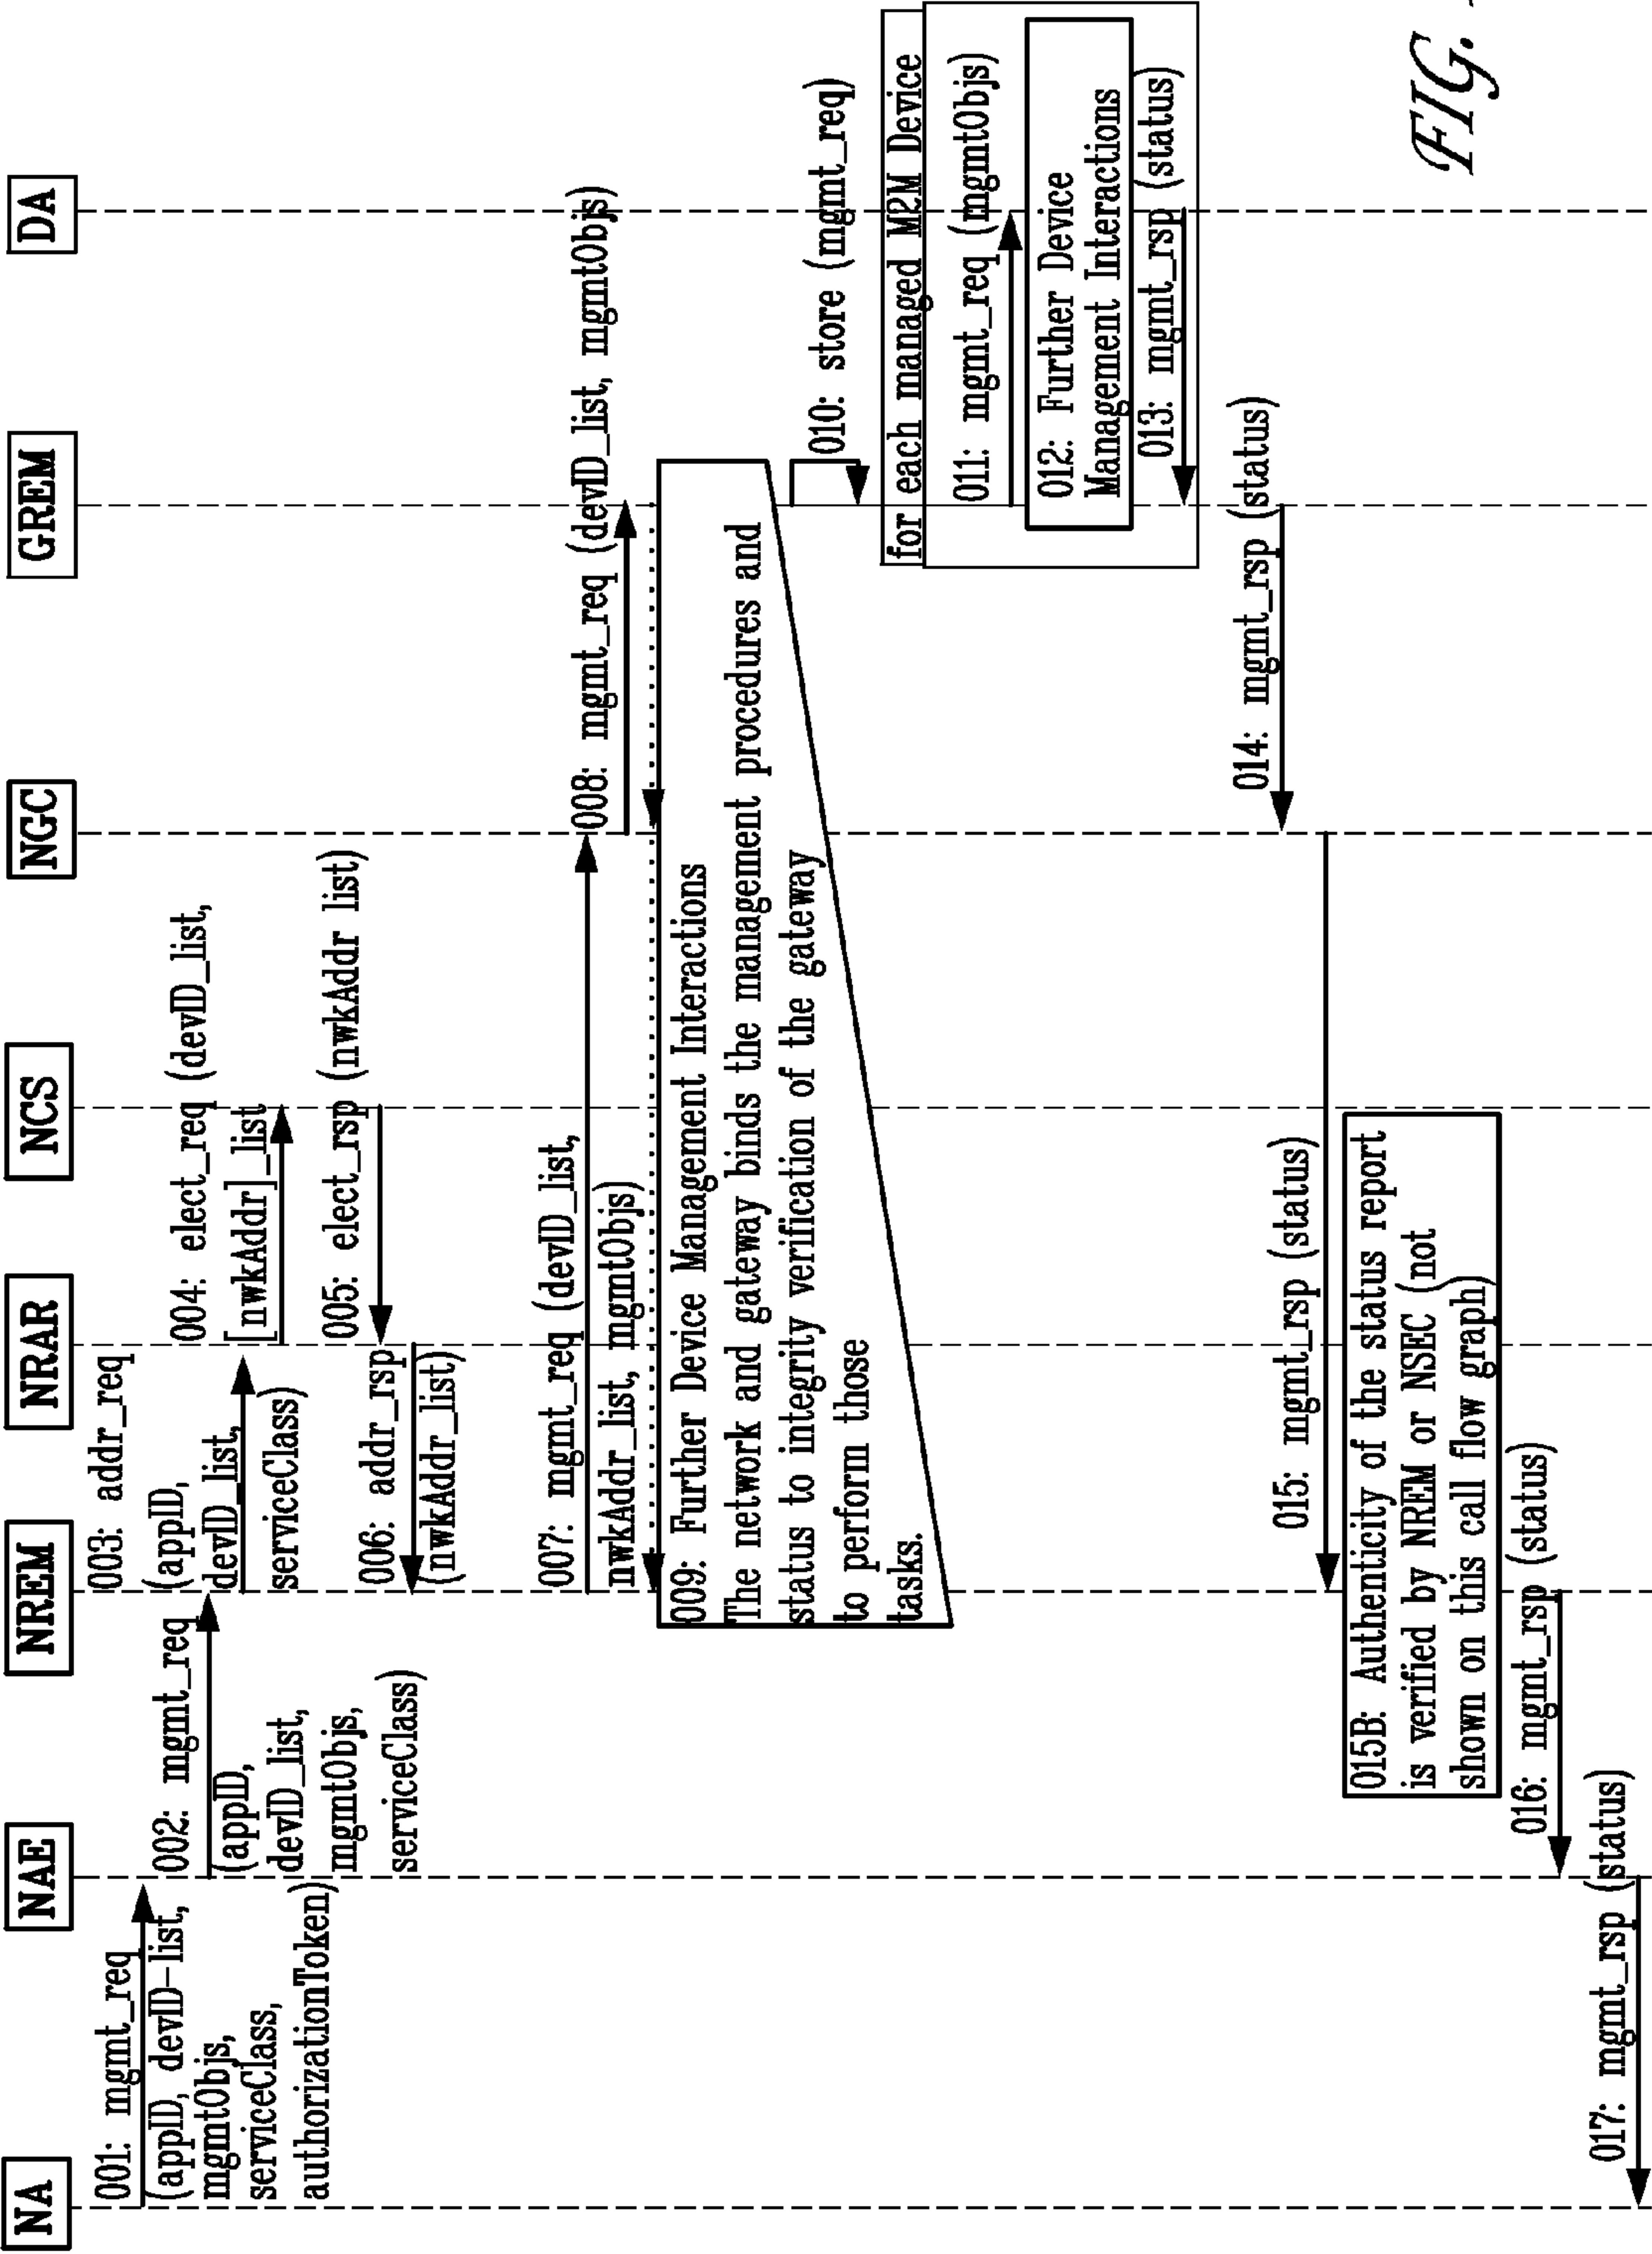 NA
NAE
NREM
NRAR
NCS
NGC
GREM
DA
001: mgmt_req
(appID, devID-list,
mgmtObjs,
serviceClass,
authorizationToken)
002: mgmt_req
(appID,
devID_list,
mgmtObjs,
serviceClass)
003: addr_req
(appID,
devID_list,
serviceClass)
004: elect_req (devID_list,
[nwkAddr]_list
005: elect_rsp (nwkAddr list)
006: addr_rsp
(nwkAddr_list)
007: mgmt_req (devID_list,
nwkAddr_list, mgmtObjs)
008: mgmt_req (devID_list, mgmtObjs)
009: Further Device Management Interactions
The network and gateway binds the management procedures and
status to integrity verification of the gateway
to perform those
tasks.
010: store (mgmt_req)
for each managed M2M Device
011: mgmt_req (mgmtObjs)
012: Further Device
Management Interactions
013: mgmt_rsp (status)
014: mgmt_rsp (status)
015: mgmt_rsp (status)
015B: Authenticity of the status report
is verified by NREM or NSEC (not
shown on this call flow graph)
016: mgmt_rsp (status)
017: mgmt_rsp (status)
FIG.